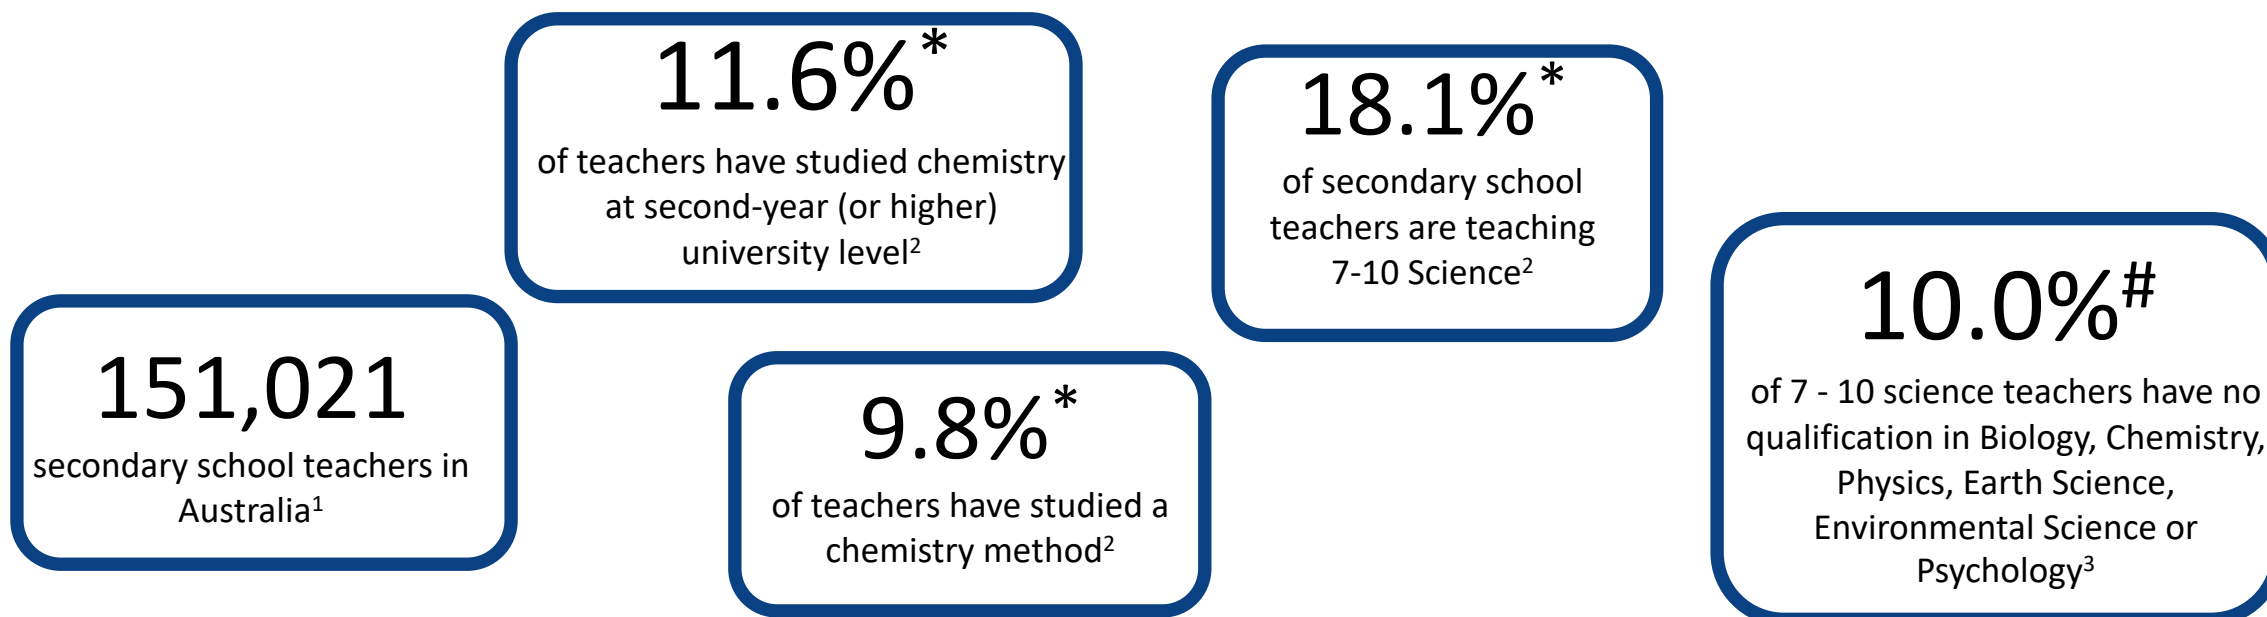 11.6%*
of teachers have studied chemistry
at second-year (or higher)
university level²
18.1%*
of secondary school
teachers are teaching
7-10 Science²
10.0%#
of 7 - 10 science teachers have no
qualification in Biology, Chemistry,
Physics, Earth Science,
Environmental Science or
Psychology³
151,021
secondary school teachers in
Australia¹
9.8%*
of teachers have studied a
chemistry method²